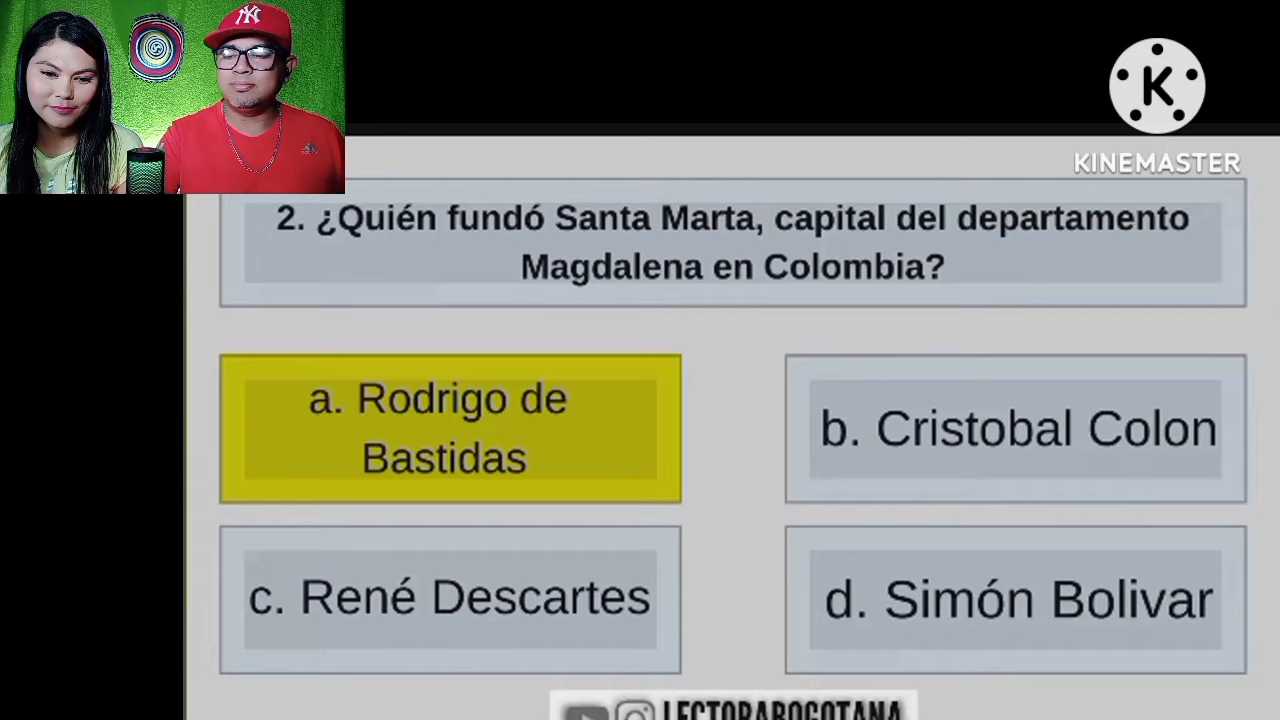 NY
K
KINEMASTER
2. ¿Quién fundó Santa Marta, capital del departamento
Magdalena en Colombia?
a. Rodrigo de
Bastidas
b. Cristobal Colon
c. René Descartes
d. Simón Bolivar
LECTORABOGOTANA